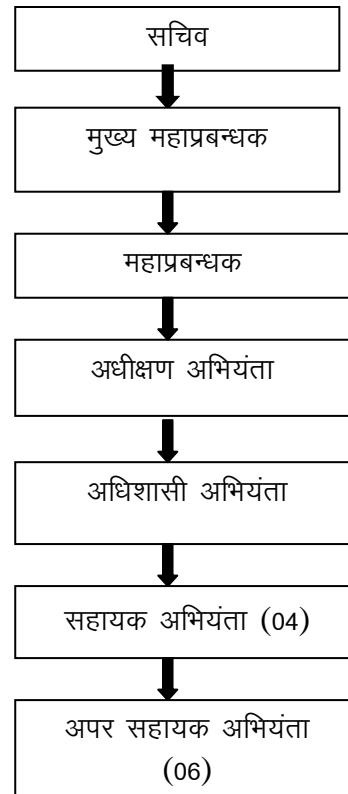 सचिव
मुख्य महाप्रबन्धक
महाप्रबन्धक
अधीक्षण अभियंता
अधिशासी अभियंता
सहायक अभियंता (04)
अपर सहायक अभियंता
(06)